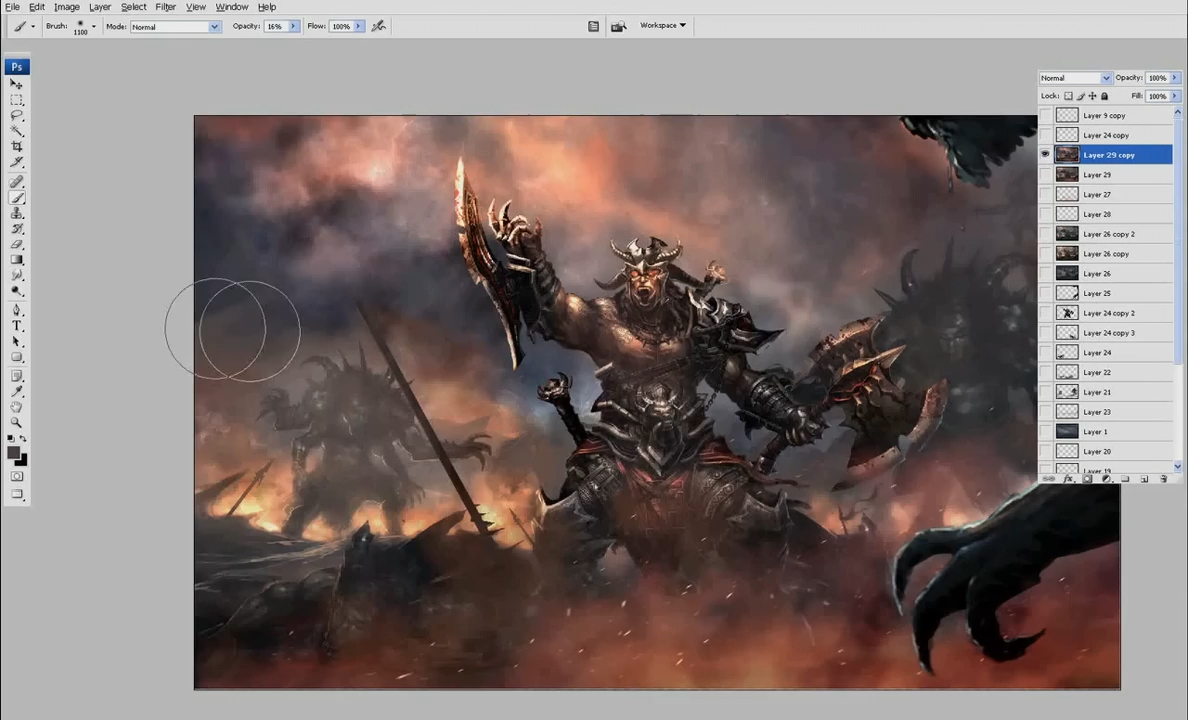 File Edit Image Layer Select Filter View Window Help
Brush: 1100 Mode: Normal Opacity: 16% Flow: 100% Workspace
Ps
Normal Opacity: 100%
Lock: Fill: 100%
Layer 9 copy
Layer 24 copy
Layer 29 copy
Layer 29
Layer 27
Layer 28
Layer 26 copy 2
Layer 26 copy
Layer 26
Layer 25
Layer 24 copy 2
Layer 24 copy 3
Layer 24
Layer 22
Layer 21
Layer 23
Layer 1
Layer 20
Layer 19